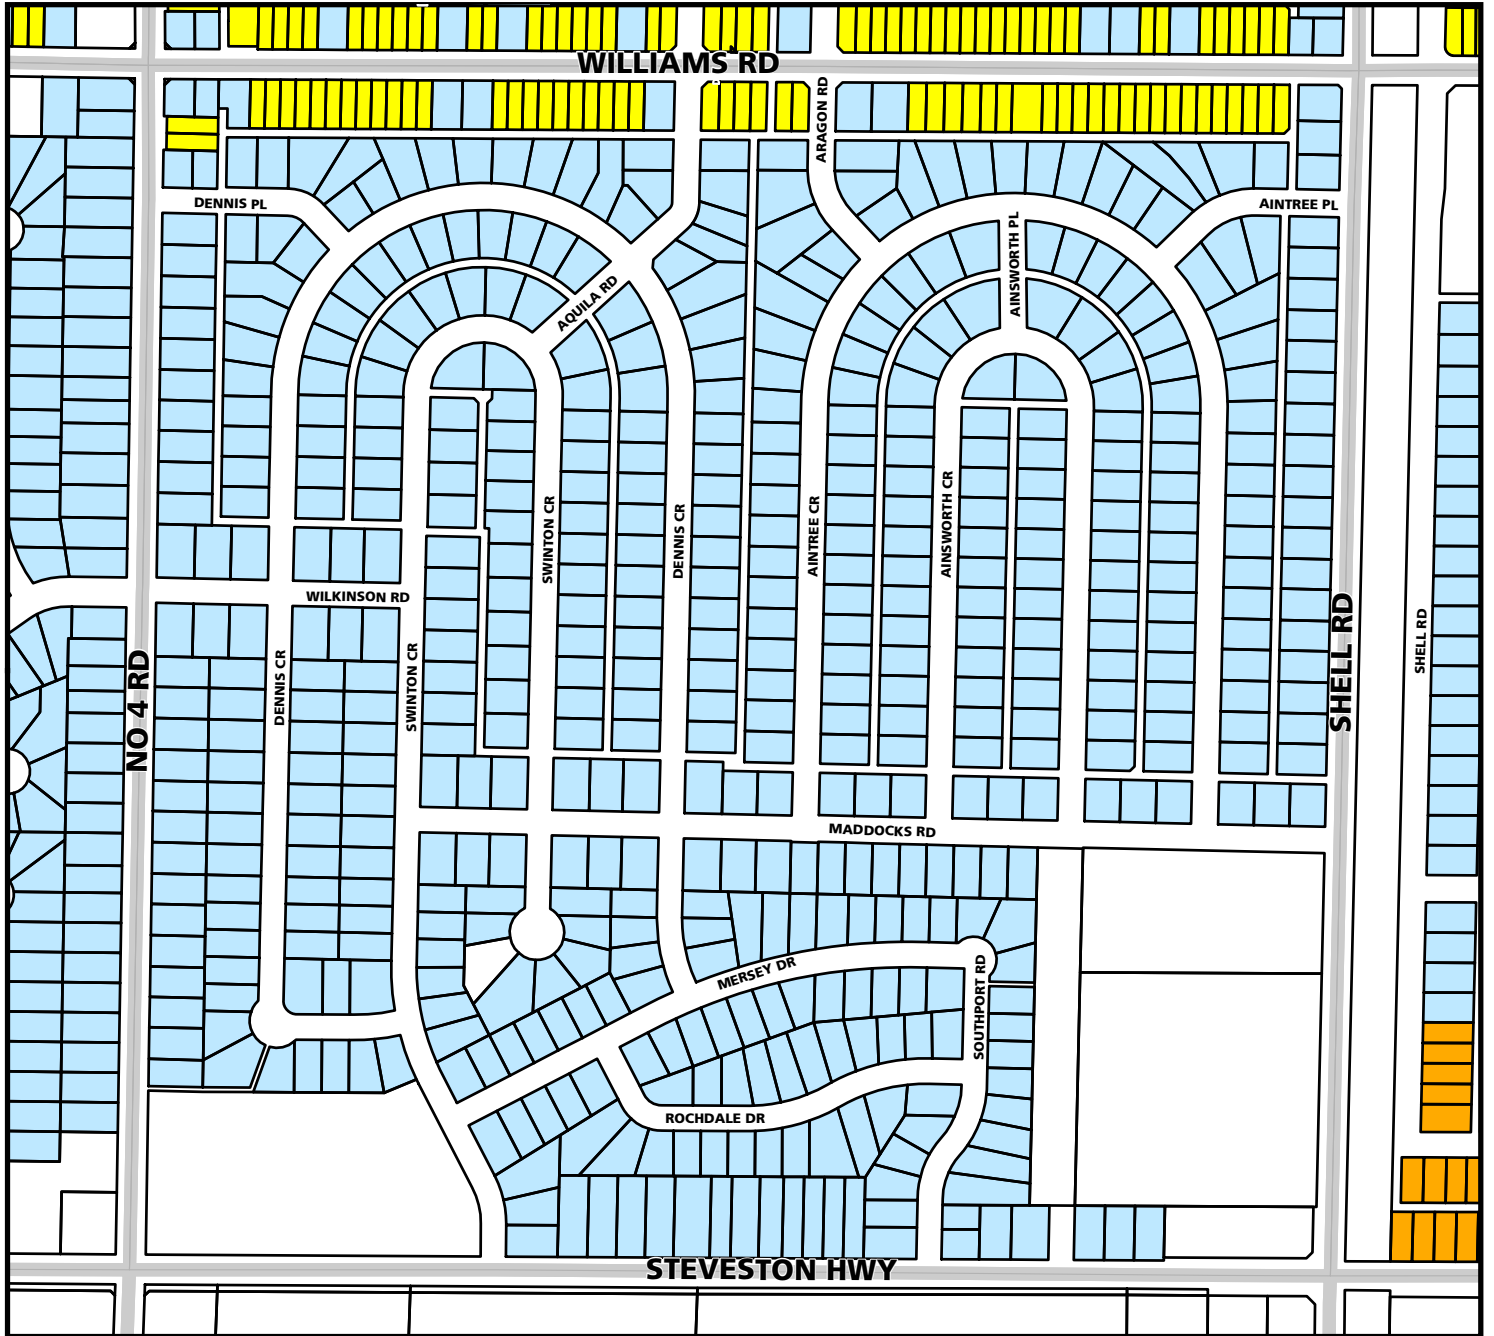 WILLIAMS RD
ARAGON RD
DENNIS PL
AINTREE PL
AINSWORTH PL
AQUILA RD
SWINTON CR
DENNIS CR
AINTREE CR
AINSWORTH CR
WILKINSON RD
SHELL RD
SHELL RD
NO 4 RD
DENNIS CR
SWINTON CR
MADDOCKS RD
MERSEY DR
SOUTHPORT RD
ROCHDALE DR
STEVESTON HWY